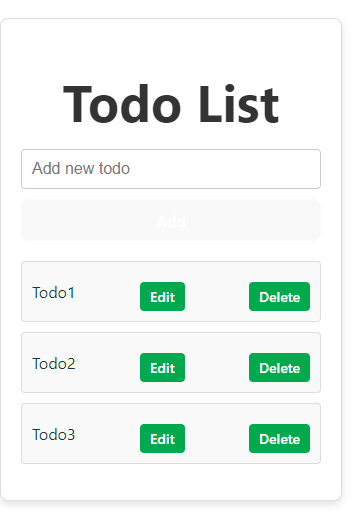 Todo List
Add new todo
Add
Todo1 Edit Delete
Todo2 Edit Delete
Todo3 Edit Delete